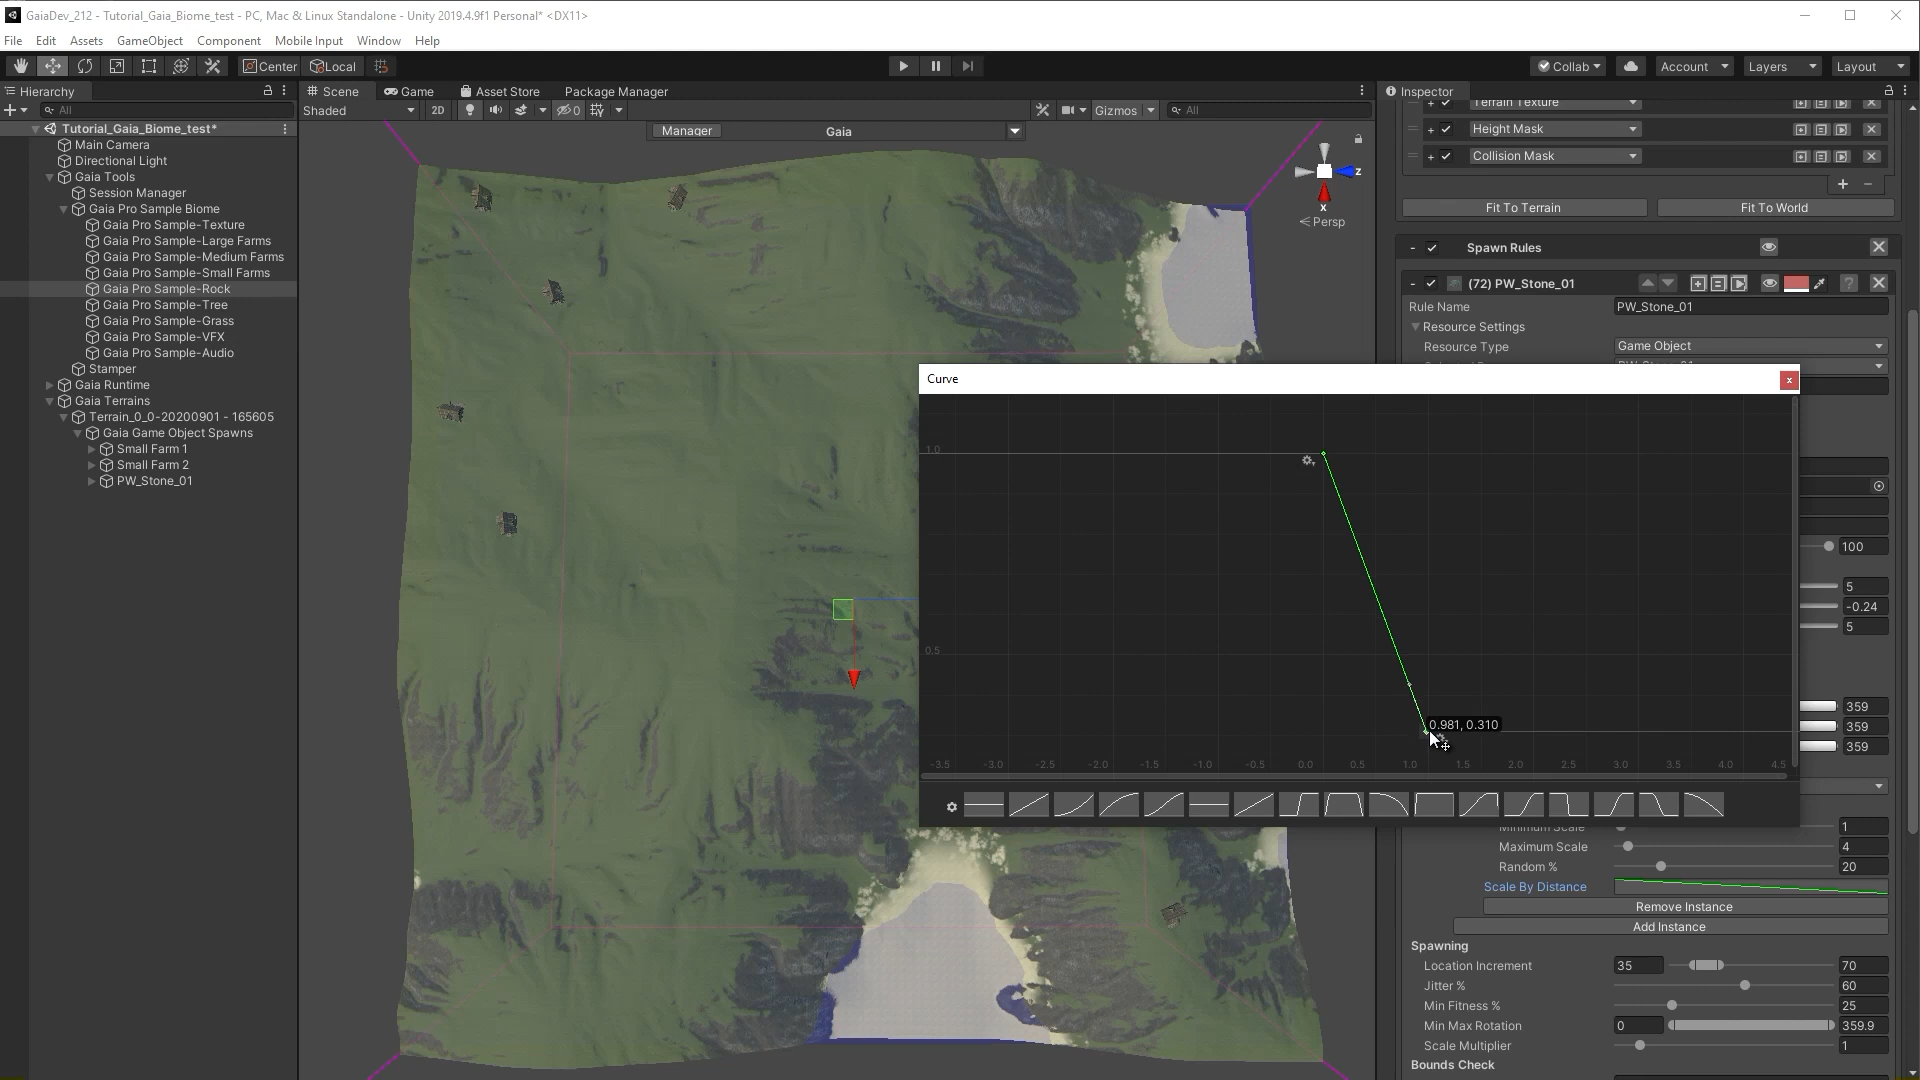 GaiaDev_212 - Tutorial_Gaia_Biome_test - PC, Mac & Linux Standalone - Unity 2019.4.9f1 Personal* <DX11>
File Edit Assets GameObject Component Mobile Input Window Help
Center Local Collab Account Layers Layout
Hierarchy
All
Tutorial_Gaia_Biome_test*
Main Camera
Directional Light
Gaia Tools
Session Manager
Gaia Pro Sample Biome
Gaia Pro Sample-Texture
Gaia Pro Sample-Large Farms
Gaia Pro Sample-Medium Farms
Gaia Pro Sample-Small Farms
Gaia Pro Sample-Rock
Gaia Pro Sample-Tree
Gaia Pro Sample-Grass
Gaia Pro Sample-VFX
Gaia Pro Sample-Audio
Stamper
Gaia Runtime
Gaia Terrains
Terrain_0_0-20200901 - 165605
Gaia Game Object Spawns
Small Farm 1
Small Farm 2
PW_Stone_01
Scene Game Asset Store Package Manager
Shaded 2D 0 Gizmos All
Manager Gaia
z
x
Persp
Curve
x
1.0
0.5
0.981, 0.310
-3.5 -3.0 -2.5 -2.0 -1.5 -1.0 -0.5 0.0 0.5 1.0 1.5 2.0 2.5 3.0 3.5 4.0 4.5
Inspector
Terrain Texture
Height Mask
Collision Mask
Fit To Terrain Fit To World
Spawn Rules
(72) PW_Stone_01
Rule Name PW_Stone_01
Resource Settings
Resource Type Game Object
100
5
-0.24
5
359
359
359
Minimum Scale 1
Maximum Scale 4
Random % 20
Scale By Distance
Remove Instance
Add Instance
Spawning
Location Increment 35 70
Jitter % 60
Min Fitness % 25
Min Max Rotation 0 359.9
Scale Multiplier 1
Bounds Check